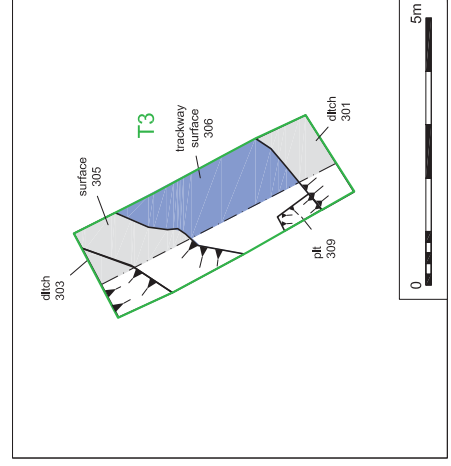 ditch
303
surface
305
T3
trackway
surface
306
pit
309
ditch
301
0
5m